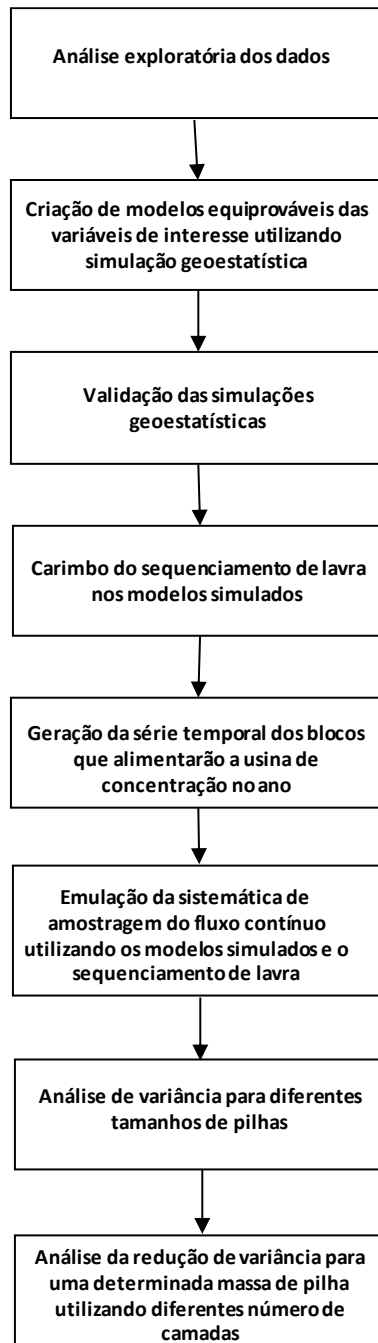 Análise exploratória dos dados
Criação de modelos equiprováveis das
variáveis de interesse utilizando
simulação geoestatística
Validação das simulações
geoestatísticas
Carimbo do sequenciamento de lavra
nos modelos simulados
Geração da série temporal dos blocos
que alimentarão a usina de
concentração no ano
Emulação da sistemática de
amostragem do fluxo contínuo
utilizando os modelos simulados e o
sequenciamento de lavra
Análise de variância para diferentes
tamanhos de pilhas
Análise da redução de variância para
uma determinada massa de pilha
utilizando diferentes número de
camadas